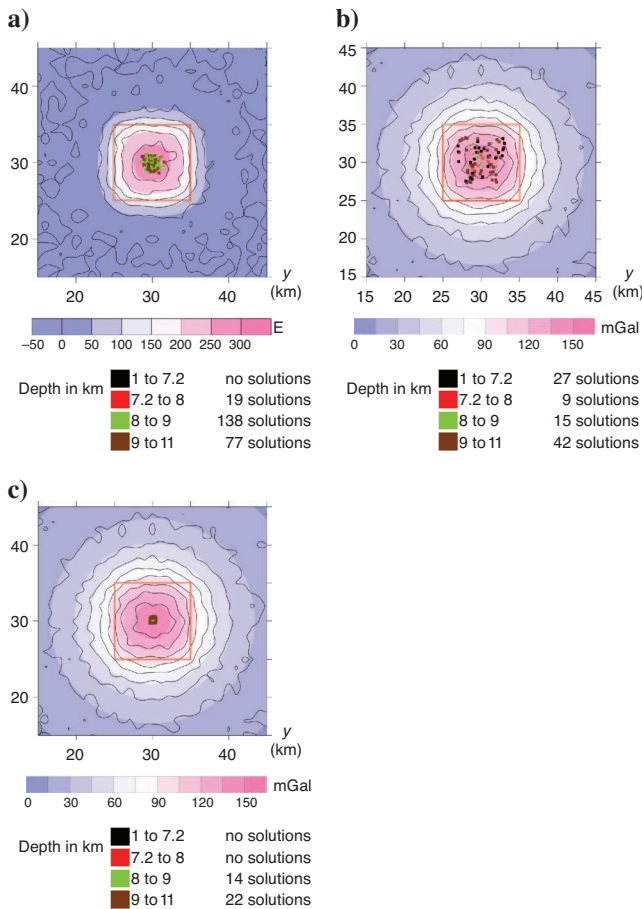 a)
40
30
20
20
30
40
y
(km)
E
−50 0 50 100 150 200 250 300
Depth in km
1 to 7.2 no solutions
7.2 to 8 19 solutions
8 to 9 138 solutions
9 to 11 77 solutions
b)
45
40
35
30
25
20
15
15 20 25 30 35 40 45
y
(km)
mGal
0 30 60 90 120 150
Depth in km
1 to 7.2 27 solutions
7.2 to 8 9 solutions
8 to 9 15 solutions
9 to 11 42 solutions
c)
40
30
20
20 30 40
y
(km)
mGal
0 30 60 90 120 150
Depth in km
1 to 7.2 no solutions
7.2 to 8 no solutions
8 to 9 14 solutions
9 to 11 22 solutions